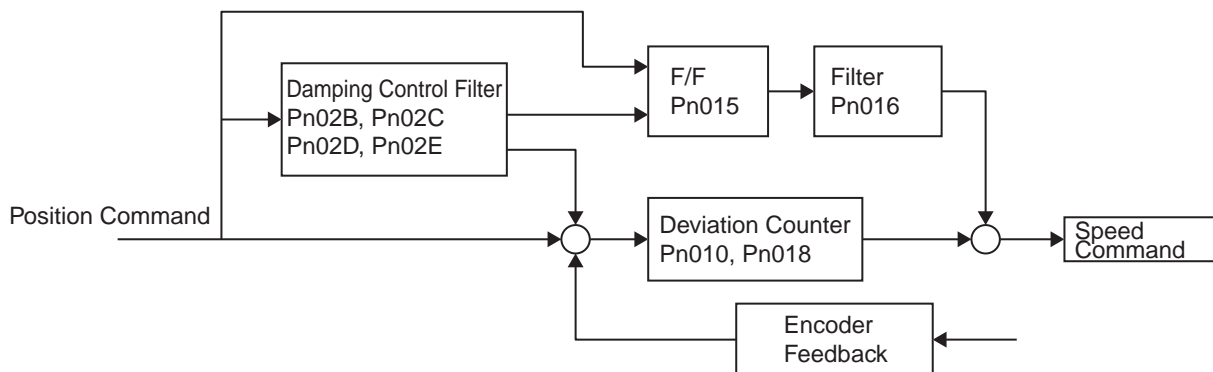 Damping Control Filter
Pn02B, Pn02C
Pn02D, Pn02E
F/F
Pn015
Filter
Pn016
Position Command
Deviation Counter
Pn010, Pn018
Speed
Command
Encoder
Feedback